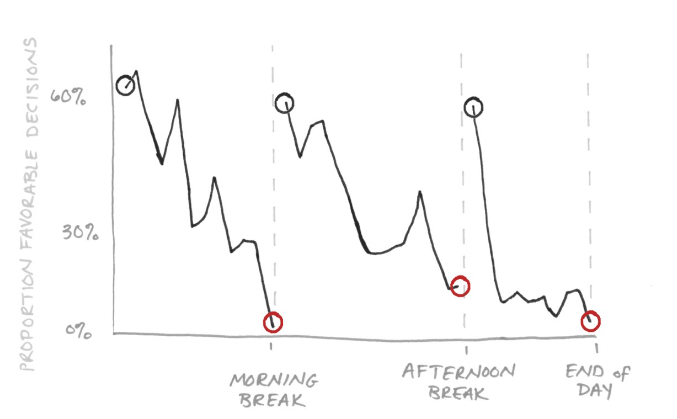 PROPORTION FAVORABLE DECISIONS
60%
30%
0%
MORNING
BREAK
AFTERNOON
BREAK
END of
DAY